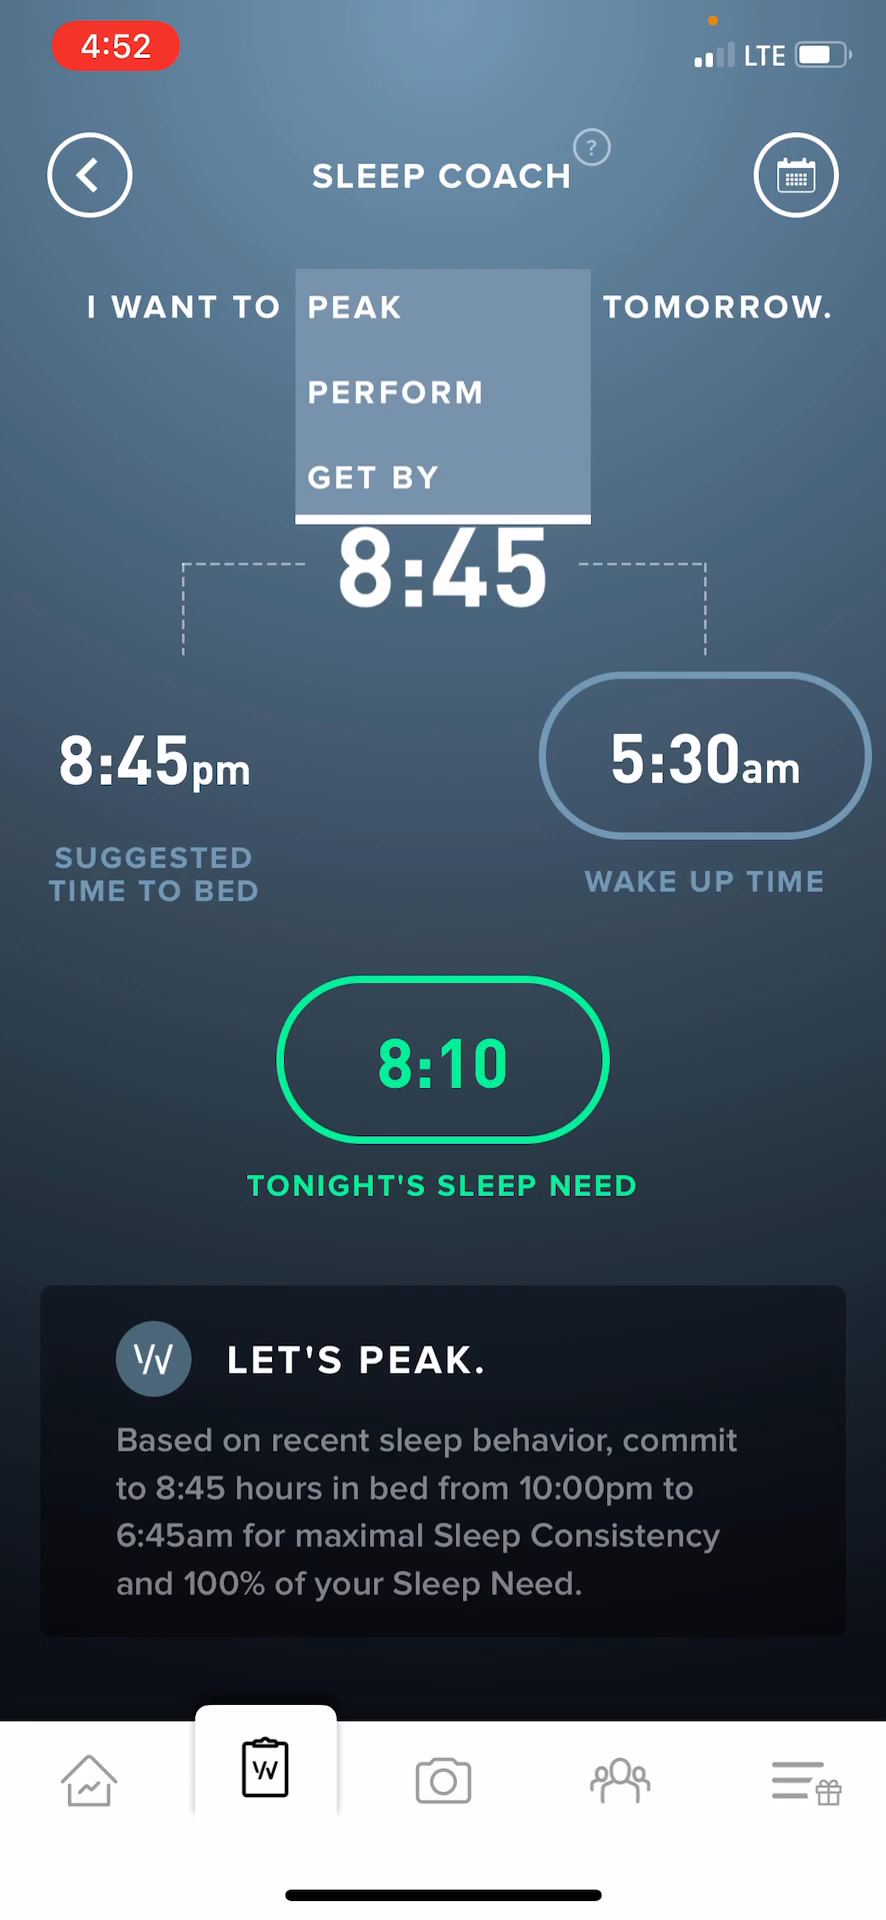 4:52
LTE
SLEEP COACH
?
I WANT TO PEAK TOMORROW.
PERFORM
GET BY
8:45
8:45pm
5:30am
SUGGESTED
TIME TO BED
WAKE UP TIME
8:10
TONIGHT'S SLEEP NEED
W LET'S PEAK.
Based on recent sleep behavior, commit
to 8:45 hours in bed from 10:00pm to
6:45am for maximal Sleep Consistency
and 100% of your Sleep Need.
W